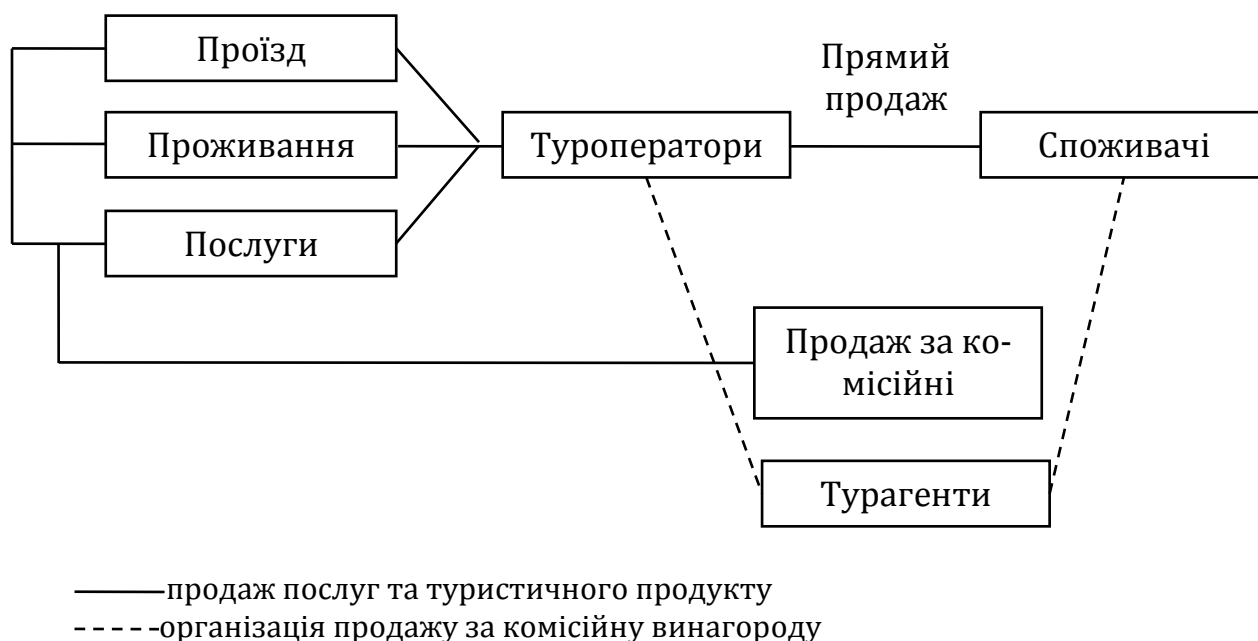 Проїзд
Прямий
продаж
Проживання
Туроператори
Споживачі
Послуги
Продаж за ко-
місійні
Турагенти
продаж послуг та туристичного продукту
організація продажу за комісійну винагороду